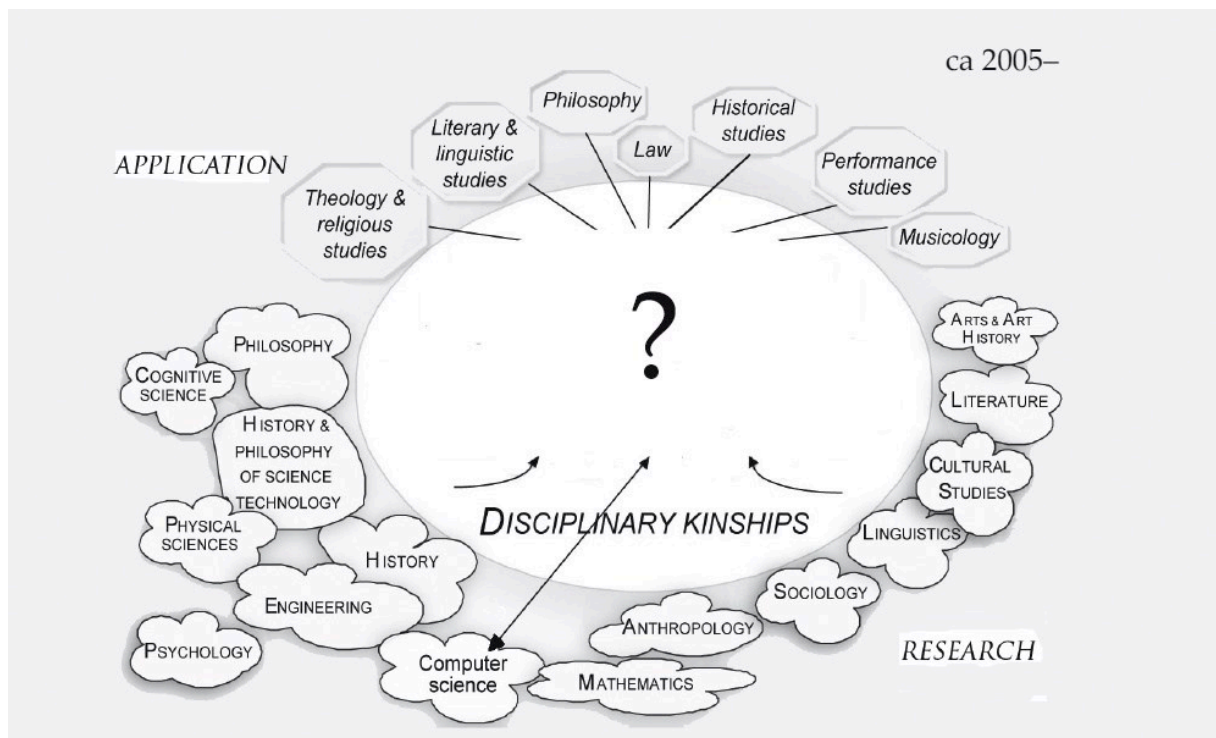 ca 2005–
APPLICATION
Theology &
religious
studies
Literary &
linguistic
studies
Philosophy
Law
Historical
studies
Performance
studies
Musicology
?
DISCIPLINARY KINSHIPS
PHILOSOPHY
COGNITIVE
SCIENCE
HISTORY &
PHILOSOPHY
OF SCIENCE
TECHNOLOGY
PHYSICAL
SCIENCES
HISTORY
ENGINEERING
PSYCHOLOGY
Computer
science
MATHEMATICS
ANTHROPOLOGY
SOCIOLOGY
LINGUISTICS
CULTURAL
STUDIES
LITERATURE
ARTS & ART
HISTORY
RESEARCH